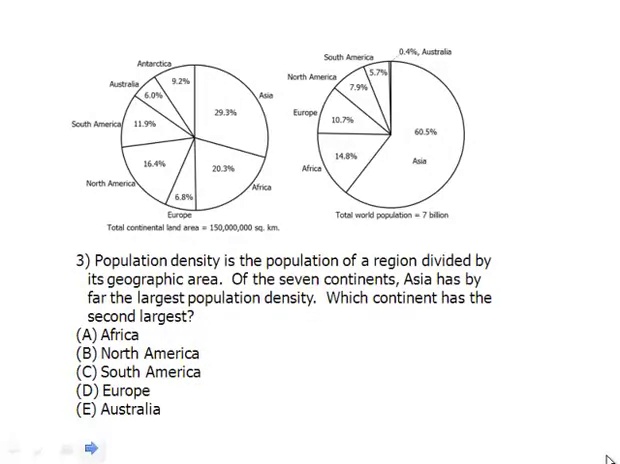 Antarctica
Australia
9.2%
6.0%
Asia
29.3%
South America
11.9%
16.4%
20.3%
North America
Africa
6.8%
Europe
Total continental land area = 150,000,000 sq. km.
0.4%, Australia
South America
5.7%
North America
7.9%
Europe
10.7%
60.5%
14.8%
Asia
Africa
Total world population = 7 billion
3) Population density is the population of a region divided by
its geographic area. Of the seven continents, Asia has by
far the largest population density. Which continent has the
second largest?
(A) Africa
(B) North America
(C) South America
(D) Europe
(E) Australia